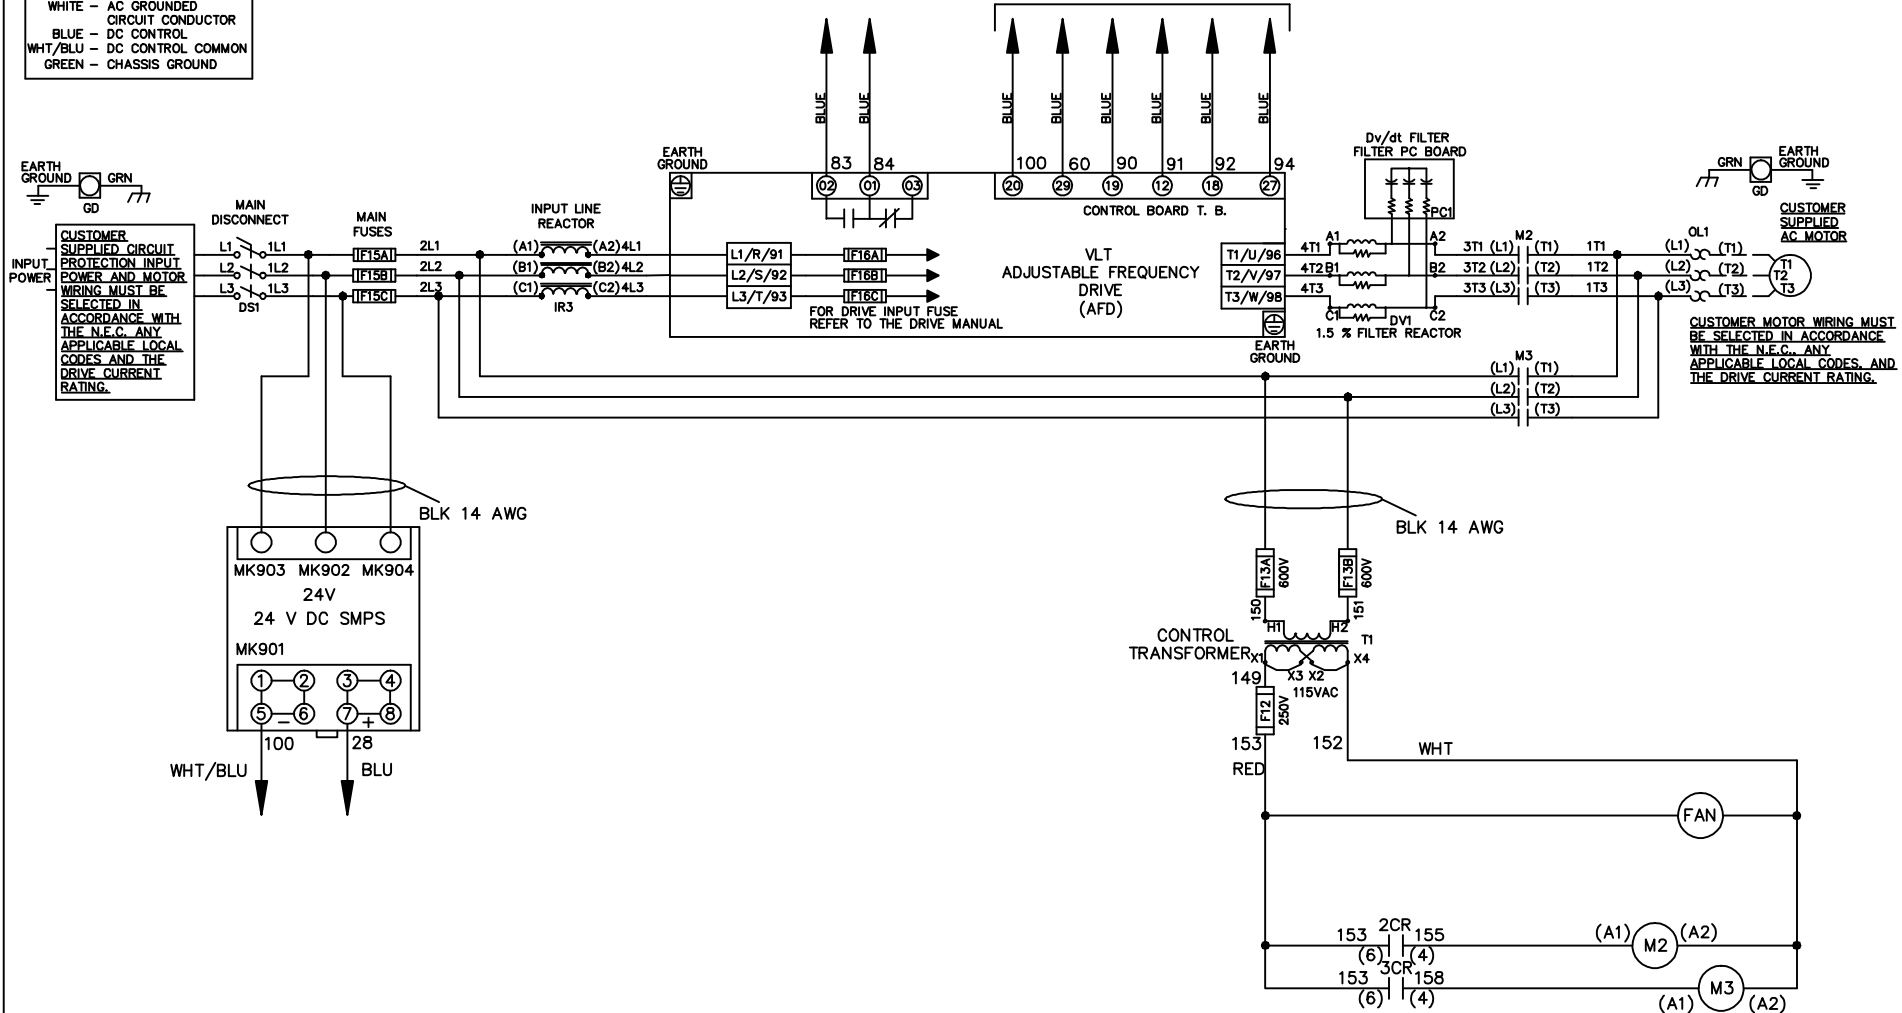 WHITE – AC GROUNDED
CIRCUIT CONDUCTOR
BLUE – DC CONTROL
WHT/BLU – DC CONTROL COMMON
GREEN – CHASSIS GROUND
BLUE BLUE BLUE BLUE BLUE BLUE BLUE BLUE
83 84 100 60 90 91 92 94
EARTH
GROUND
02 01 03 20 29 19 12 18 27
CONTROL BOARD T. B.
Dv/dt FILTER
FILTER PC BOARD
PC1
EARTH
GROUND
GRN
GD
GRN
EARTH
GROUND
GD
CUSTOMER
SUPPLIED
AC MOTOR
MAIN
DISCONNECT
MAIN
FUSES
INPUT LINE
REACTOR
INPUT
POWER
CUSTOMER
SUPPLIED CIRCUIT
PROTECTION INPUT
POWER AND MOTOR
WIRING MUST BE
SELECTED IN
ACCORDANCE WITH
THE N.E.C. ANY
APPLICABLE LOCAL
CODES AND THE
DRIVE CURRENT
RATING.
L1 1L1 F15A 2L1 (A1) (A2) 4L1 L1/R/91 F16A
L2 1L2 F15B 2L2 (B1) (B2) 4L2 L2/S/92 F16B
L3 1L3 F15C 2L3 (C1) (C2) 4L3 L3/T/93 F16C
DS1
IR3
VLT
ADJUSTABLE FREQUENCY
DRIVE
(AFD)
FOR DRIVE INPUT FUSE
REFER TO THE DRIVE MANUAL
M2
OL1
T1/U/96 4T1 A1 A2 3T1 (L1) (T1) 1T1 (L1) (T1) T1
T2/V/97 4T2 B1 B2 3T2 (L2) (T2) 1T2 (L2) (T2) T2
T3/W/98 4T3 C1 C2 3T3 (L3) (T3) 1T3 (L3) (T3) T3
DV1
1.5 % FILTER REACTOR
EARTH
GROUND
CUSTOMER MOTOR WIRING MUST
BE SELECTED IN ACCORDANCE
WITH THE N.E.C.. ANY
APPLICABLE LOCAL CODES. AND
THE DRIVE CURRENT RATING.
M3
(L1) (T1)
(L2) (T2)
(L3) (T3)
BLK 14 AWG
BLK 14 AWG
MK903 MK902 MK904
24V
24 V DC SMPS
MK901
1 2 3 4
5 – 6 7 + 8
100 28
WHT/BLU BLU
F13A 600V F13B 600V
150 151
H1 H2
CONTROL
TRANSFORMER
T1
X1 X4
X3 X2
149
115VAC
F12 250V
153 152
RED WHT
FAN
2CR
153 155 (A1) M2 (A2)
(6) (4)
3CR
153 158 M3
(6) (4) (A1) (A2)